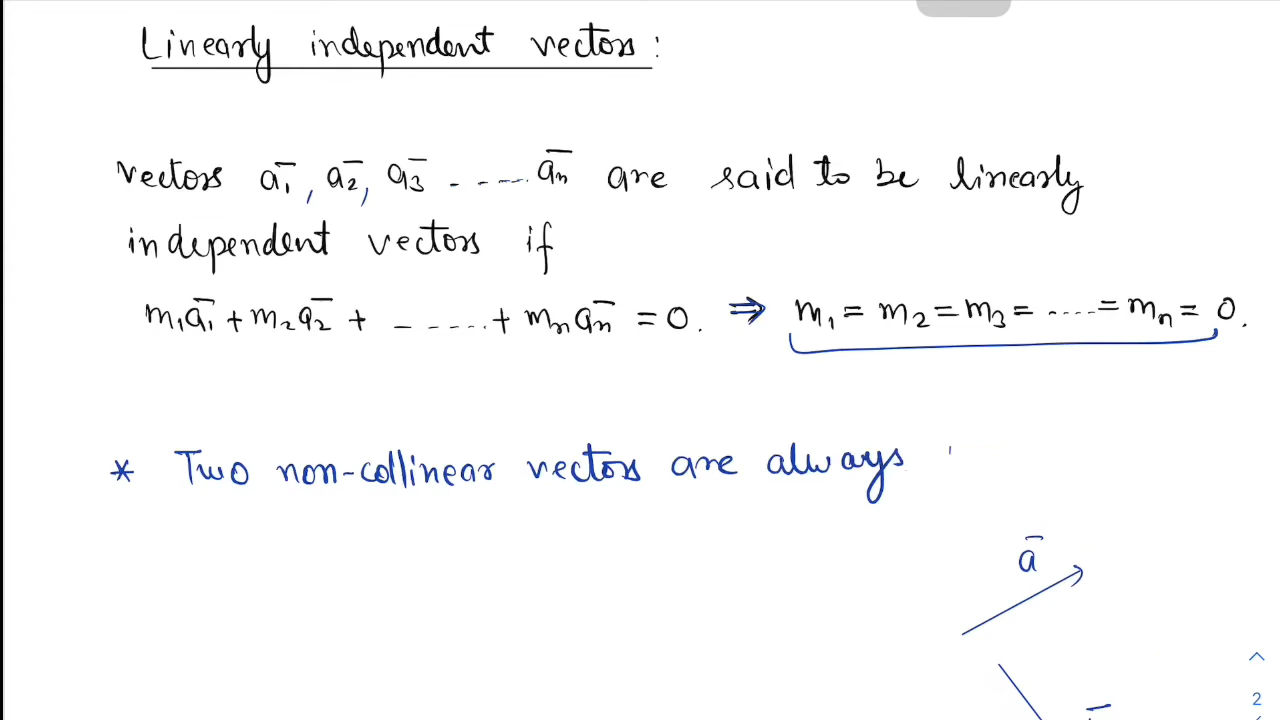 Linearly independent vectors:
vectors a̅₁, a̅₂, a̅₃ - - - .... a̅ₙ are said to be linearly
independent vectors if
m₁a̅₁ + m₂a̅₂ + - - .... + mₙa̅ₙ = 0. ⇒ m₁ = m₂ = m₃ = ..... = mₙ = 0.
* Two non-collinear vectors are always
a̅
2